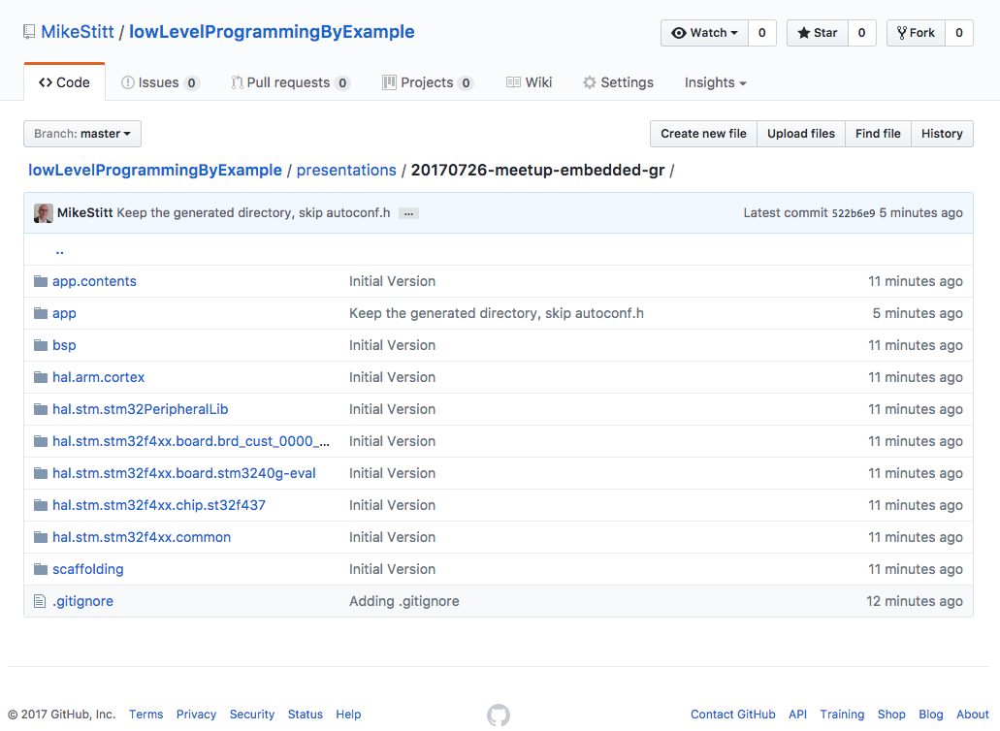 MikeStitt / lowLevelProgrammingByExample
Watch 0 Star 0 Fork 0
Code Issues 0 Pull requests 0 Projects 0 Wiki Settings Insights
Branch: master Create new file Upload files Find file History
lowLevelProgrammingByExample / presentations / 20170726-meetup-embedded-gr /
MikeStitt Keep the generated directory, skip autoconf.h … Latest commit 522b6e9 5 minutes ago
..
app.contents Initial Version 11 minutes ago
app Keep the generated directory, skip autoconf.h 5 minutes ago
bsp Initial Version 11 minutes ago
hal.arm.cortex Initial Version 11 minutes ago
hal.stm.stm32PeripheralLib Initial Version 11 minutes ago
hal.stm.stm32f4xx.board.brd_cust_0000_... Initial Version 11 minutes ago
hal.stm.stm32f4xx.board.stm3240g-eval Initial Version 11 minutes ago
hal.stm.stm32f4xx.chip.st32f437 Initial Version 11 minutes ago
hal.stm.stm32f4xx.common Initial Version 11 minutes ago
scaffolding Initial Version 11 minutes ago
.gitignore Adding .gitignore 12 minutes ago
© 2017 GitHub, Inc. Terms Privacy Security Status Help Contact GitHub API Training Shop Blog About